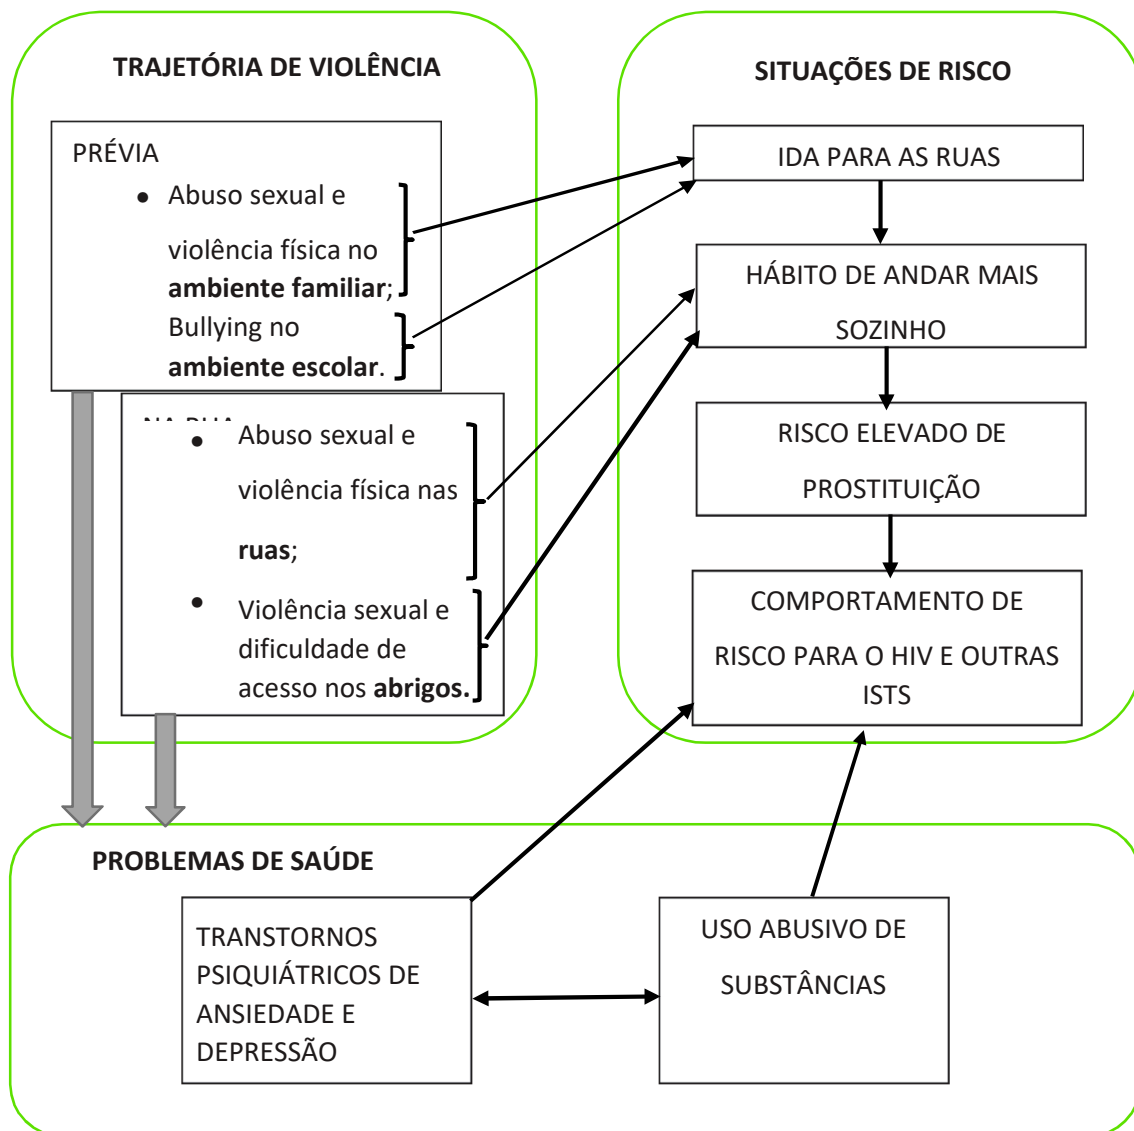 TRAJETÓRIA DE VIOLÊNCIA
PRÉVIA
• Abuso sexual e
violência física no
ambiente familiar;
Bullying no
ambiente escolar.
• Abuso sexual e
violência física nas
ruas;
• Violência sexual e
dificuldade de
acesso nos abrigos.
SITUAÇÕES DE RISCO
IDA PARA AS RUAS
HÁBITO DE ANDAR MAIS
SOZINHO
RISCO ELEVADO DE
PROSTITUIÇÃO
COMPORTAMENTO DE
RISCO PARA O HIV E OUTRAS
ISTS
PROBLEMAS DE SAÚDE
TRANSTORNOS
PSIQUIÁTRICOS DE
ANSIEDADE E
DEPRESSÃO
USO ABUSIVO DE
SUBSTÂNCIAS